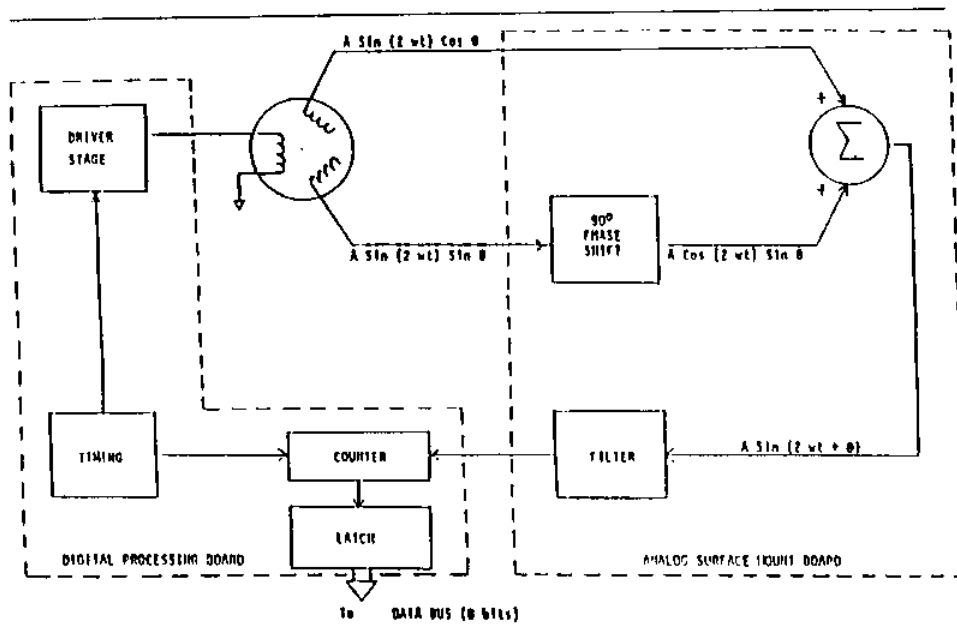 A Sin (2 wt) Cos θ
DRIVER
STAGE
+
Σ
+
90º
PHASE
SHIFT
A Sin (2 wt) Sin θ
A Cos (2 wt) Sin θ
TIMING
COUNTER
FILTER
A Sin (2 wt + θ)
LATCH
DIGITAL PROCESSING BOARD
ANALOG SURFACE MOUNT BOARD
To DATA BUS (8 bits)